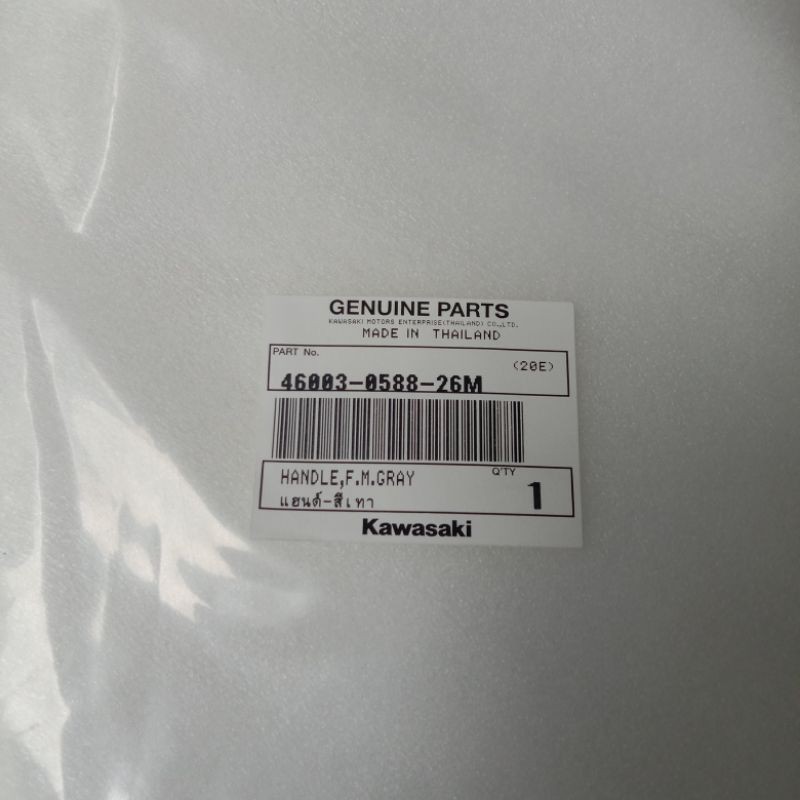 GENUINE PARTS
KAWASAKI MOTORS ENTERPRISE(THAILAND) CO.,LTD.
MADE IN THAILAND
PART No.
(20E)
46003-0588-26M
HANDLE,F.M.GRAY
Q'TY
1
แฮนด์-สีเทา
Kawasaki